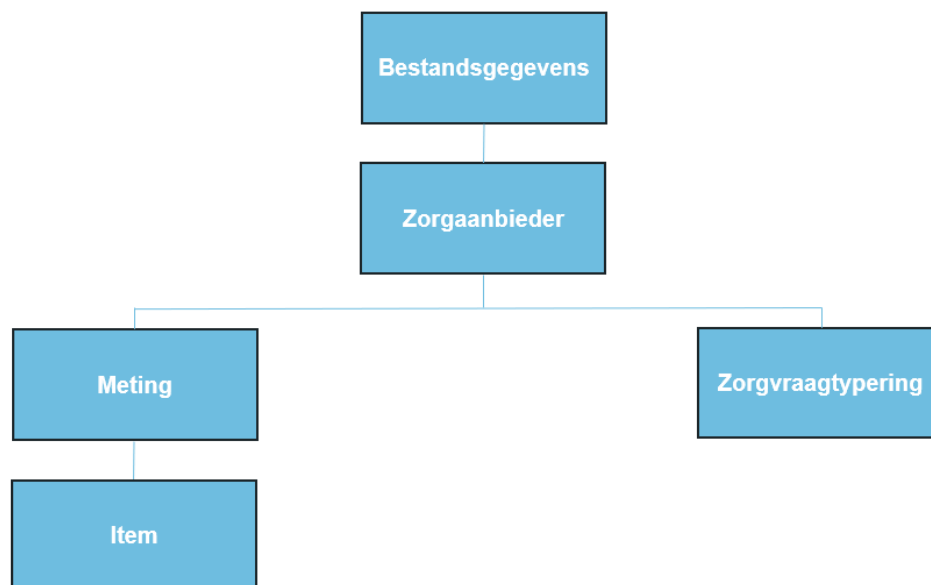 Bestandsgegevens
Zorgaanbieder
Meting
Zorgvraagtypering
Item